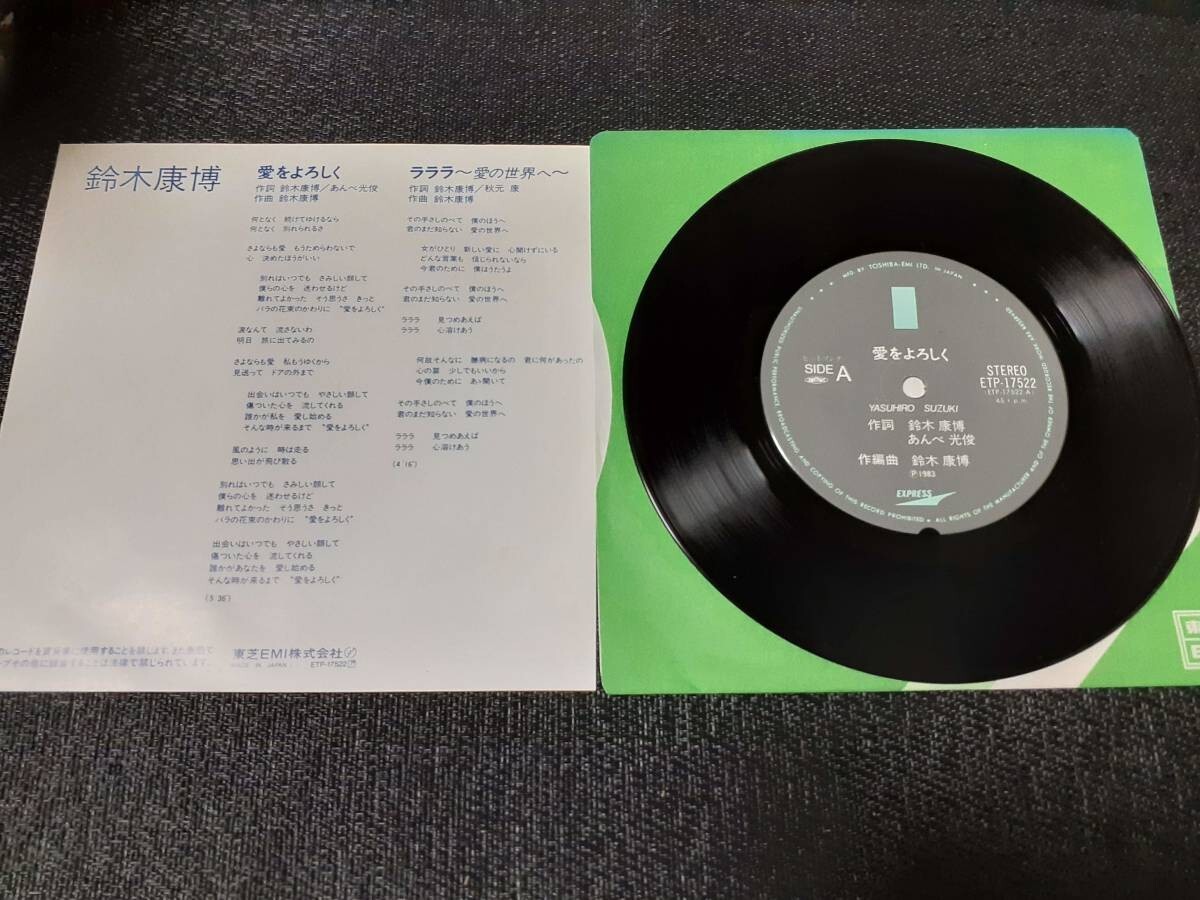 鈴木康博
愛をよろしく
作詞 鈴木康博/あんべ光俊
作曲 鈴木康博
何となく 続けてゆけるなら
何となく 別れられるさ
さよならも愛 もうためらわないで
心 決めたほうがいい
別れはいつでも さみしい顔して
僕らの心を 迷わせるけど
離れてよかった そう思うさ きっと
バラの花束のかわりに "愛をよろしく"
涙なんて 流さないわ
明日 旅に出てみるの
さよならも愛 私もうゆくから
見送って ドアの外まで
出会いはいつでも やさしい顔して
傷ついた心を 流してくれる
誰かが私を 愛し始める
そんな時が来るまで "愛をよろしく"
風のように 時は走る
思い出が飛び散る
別れはいつでも さみしい顔して
僕らの心を 迷わせるけど
離れてよかった そう思うさ きっと
バラの花束のかわりに "愛をよろしく"
出会いはいつでも やさしい顔して
傷ついた心を 流してくれる
誰かがあなたを 愛し始める
そんな時が来るまで "愛をよろしく"
(5′36″)
ラララ〜愛の世界へ〜
作詞 鈴木康博/秋元 康
作曲 鈴木康博
その手さしのべて 僕のほうへ
君のまだ知らない 愛の世界へ
女がひとり 新しい愛に 心開けずにいる
どんな言葉も 信じられないなら
今君のために 僕はうたうよ
その手さしのべて 僕のほうへ
君のまだ知らない 愛の世界へ
ラララ 見つめあえば
ラララ 心溶けあう
何故そんなに 臆病になるの 君に何があったの
心の扉 少しでもいいから
今僕のために あゝ開いて
その手さしのべて 僕のほうへ
君のまだ知らない 愛の世界へ
ラララ 見つめあえば
ラララ 心溶けあう
(4′16″)
東芝EMI株式会社
MADE IN JAPAN
ETP-17522
MFD. BY TOSHIBA-EMI LTD. IN JAPAN
愛をよろしく
SIDE A
STEREO
ETP-17522
(ETP-17522 A)
45 r.p.m.
YASUHIRO SUZUKI
作詞 鈴木 康博
あんべ 光俊
作編曲 鈴木 康博
Ⓟ 1983
EXPRESS
UNAUTHORIZED PUBLIC PERFORMANCE BROADCASTING AND COPYING OF THIS RECORD PROHIBITED • ALL RIGHTS OF THE MANUFACTURER AND OF THE OWNER OF THE RECORDED WORK ARE RESERVED